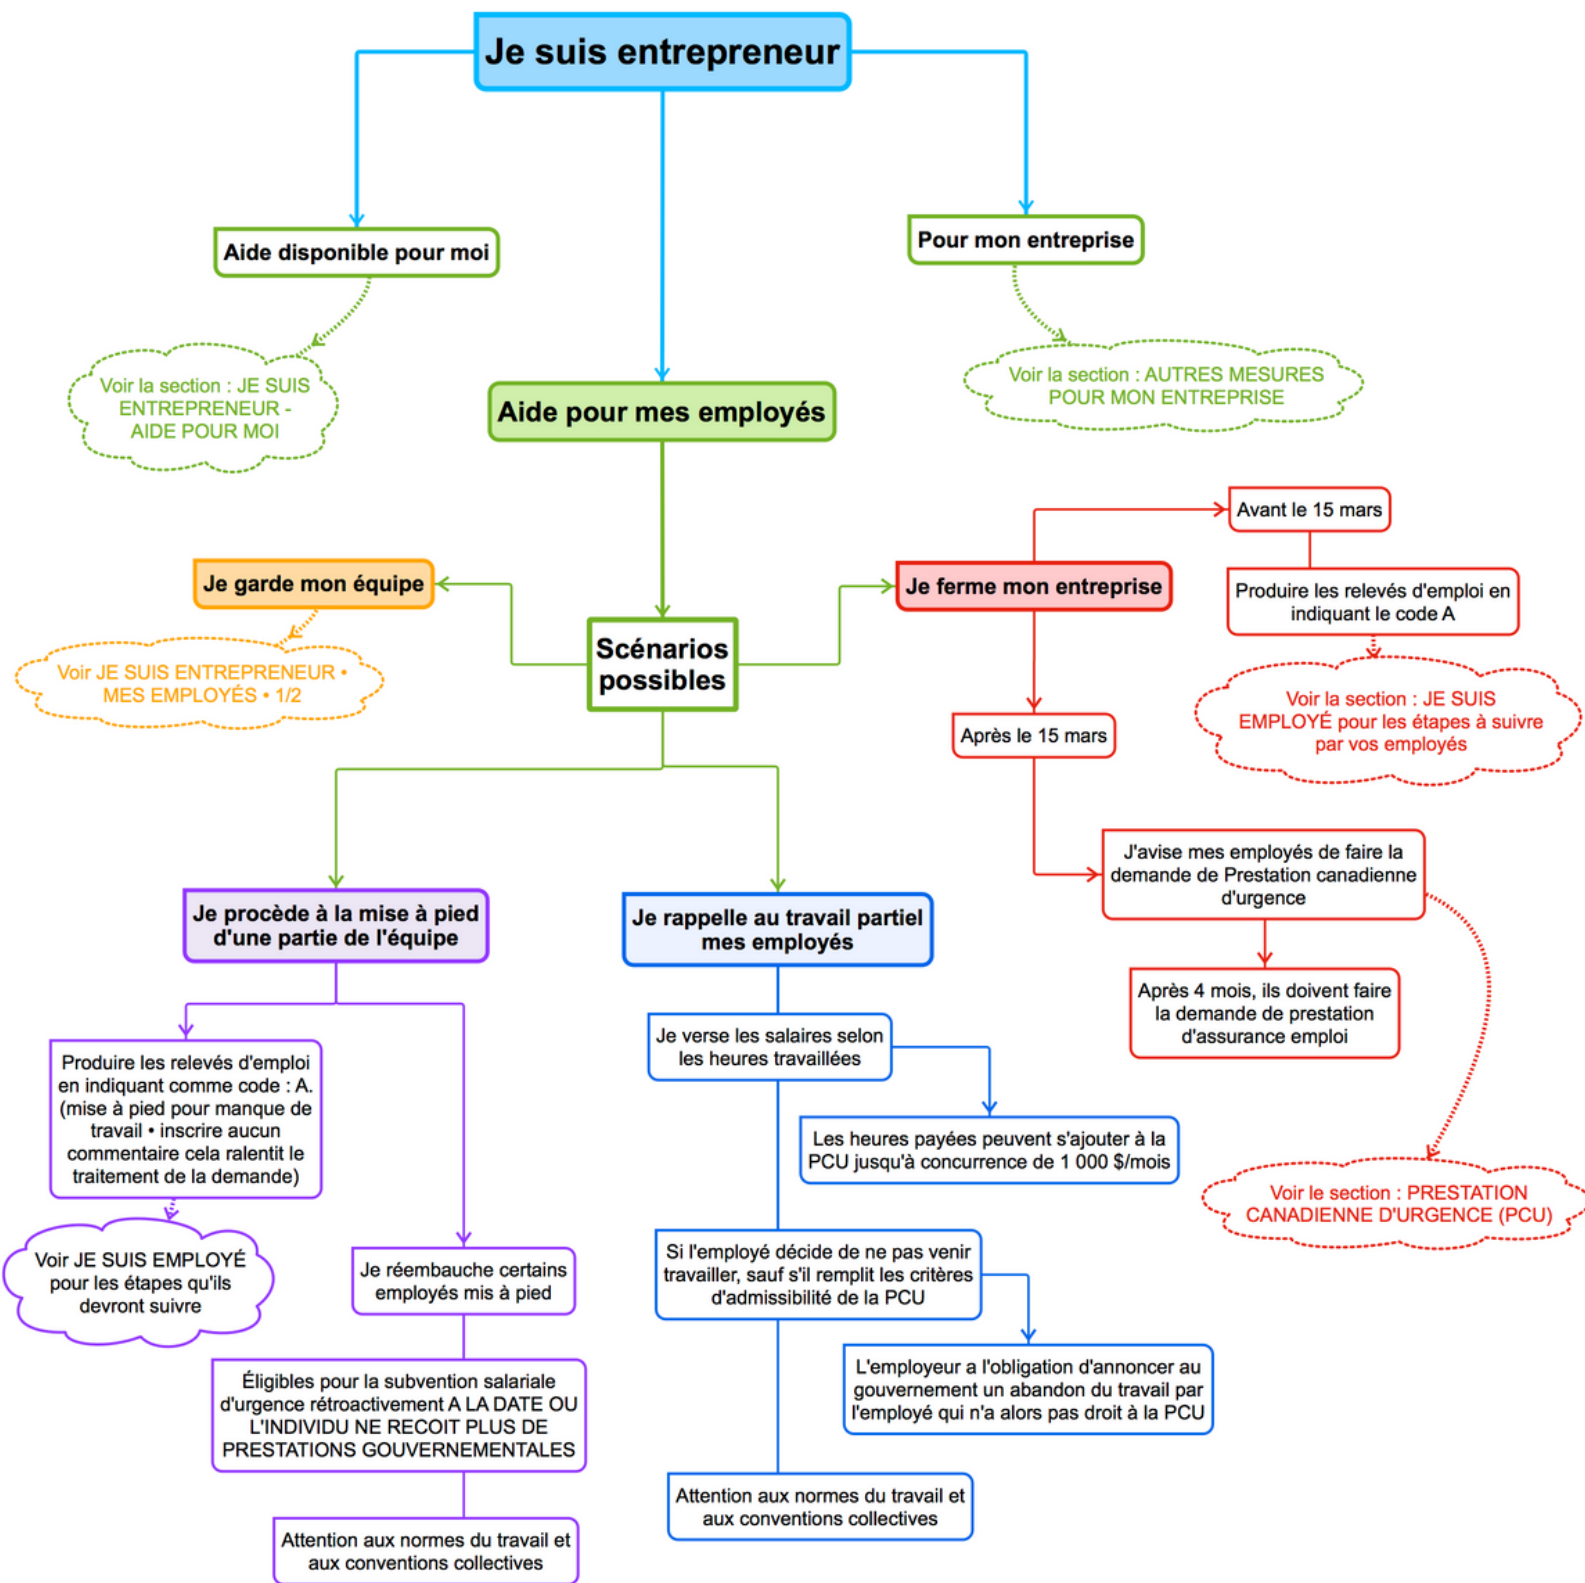 Je suis entrepreneur
Aide disponible pour moi
Pour mon entreprise
Voir la section : JE SUIS
ENTREPRENEUR -
AIDE POUR MOI
Voir la section : AUTRES MESURES
POUR MON ENTREPRISE
Aide pour mes employés
Je garde mon équipe
Voir JE SUIS ENTREPRENEUR •
MES EMPLOYÉS • 1/2
Scénarios
possibles
Je ferme mon entreprise
Avant le 15 mars
Produire les relevés d'emploi en
indiquant le code A
Voir la section : JE SUIS
EMPLOYÉ pour les étapes à suivre
par vos employés
Après le 15 mars
J'avise mes employés de faire la
demande de Prestation canadienne
d'urgence
Après 4 mois, ils doivent faire
la demande de prestation
d'assurance emploi
Voir le section : PRESTATION
CANADIENNE D'URGENCE (PCU)
Je procède à la mise à pied
d'une partie de l'équipe
Produire les relevés d'emploi
en indiquant comme code : A.
(mise à pied pour manque de
travail • inscrire aucun
commentaire cela ralentit le
traitement de la demande)
Voir JE SUIS EMPLOYÉ
pour les étapes qu'ils
devront suivre
Je réembauche certains
employés mis à pied
Éligibles pour la subvention salariale
d'urgence rétroactivement A LA DATE OU
L'INDIVIDU NE RECOIT PLUS DE
PRESTATIONS GOUVERNEMENTALES
Attention aux normes du travail et
aux conventions collectives
Je rappelle au travail partiel
mes employés
Je verse les salaires selon
les heures travaillées
Les heures payées peuvent s'ajouter à la
PCU jusqu'à concurrence de 1 000 $/mois
Si l'employé décide de ne pas venir
travailler, sauf s'il remplit les critères
d'admissibilité de la PCU
L'employeur a l'obligation d'annoncer au
gouvernement un abandon du travail par
l'employé qui n'a alors pas droit à la PCU
Attention aux normes du travail et
aux conventions collectives